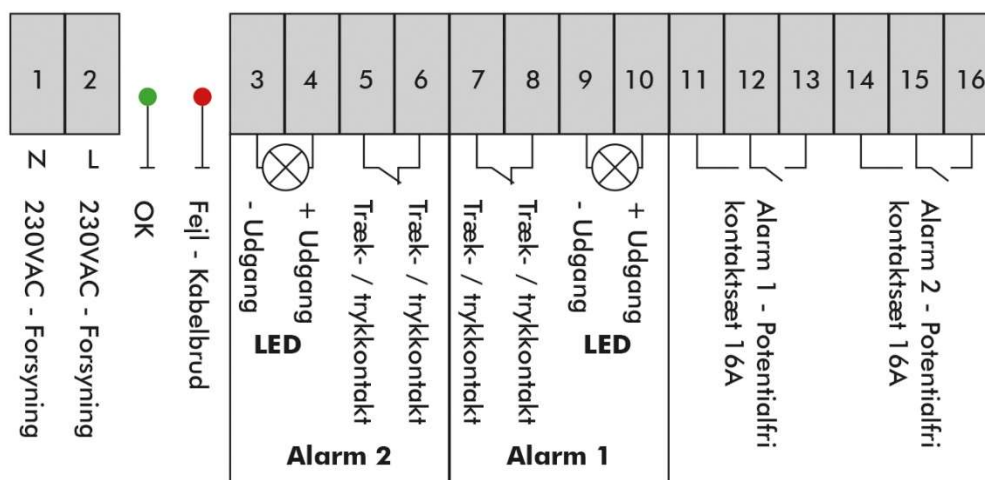 1
2
3
4
5
6
7
8
9
10
11
12
13
14
15
16
N
230VAC - Forsyning
L
230VAC - Forsyning
OK
Fejl - Kabelbrud
- Udgang
+ Udgang
LED
Træk- / trykkontakt
Træk- / trykkontakt
Alarm 2
Træk- / trykkontakt
Træk- / trykkontakt
- Udgang
+ Udgang
LED
Alarm 1
Alarm 1 - Potentialfri
kontaktsæt 16A
Alarm 2 - Potentialfri
kontaktsæt 16A